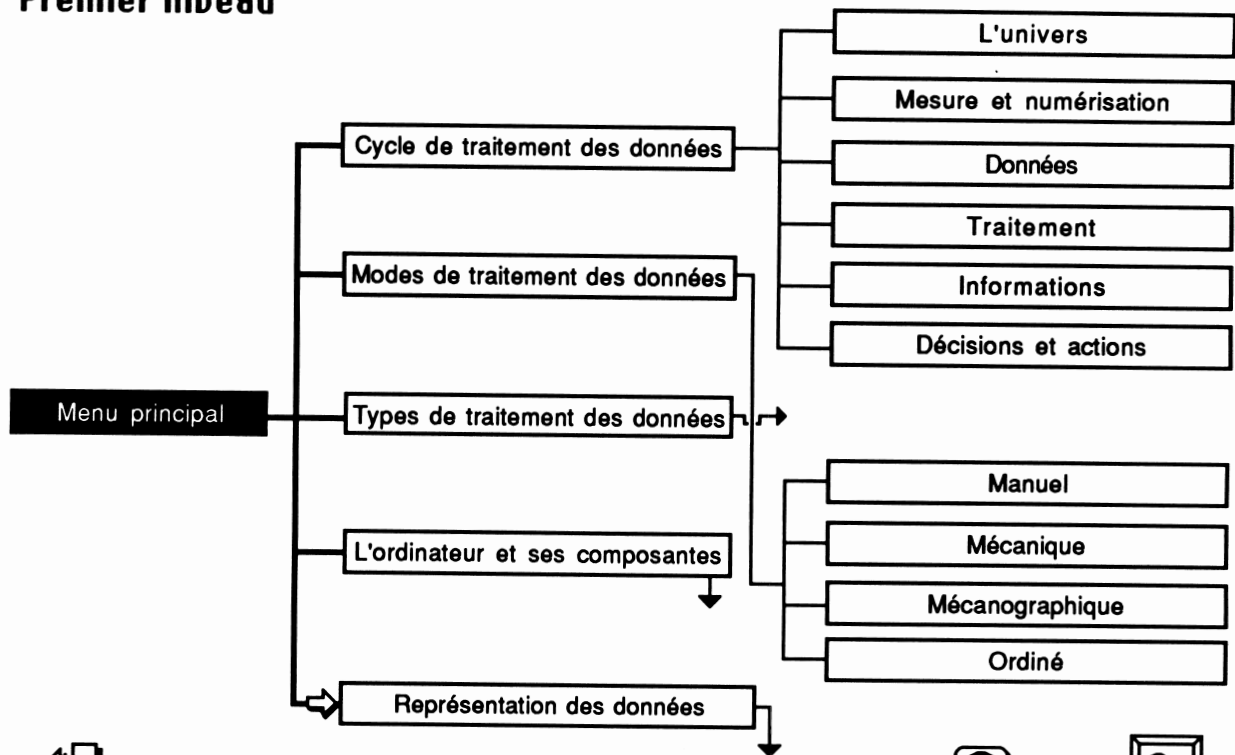 Premier niveau
L'univers
Mesure et numérisation
Cycle de traitement des données
Données
Traitement
Modes de traitement des données
Informations
Décisions et actions
Menu principal
Types de traitement des données
Manuel
L'ordinateur et ses composantes
Mécanique
Mécanographique
Ordiné
Représentation des données